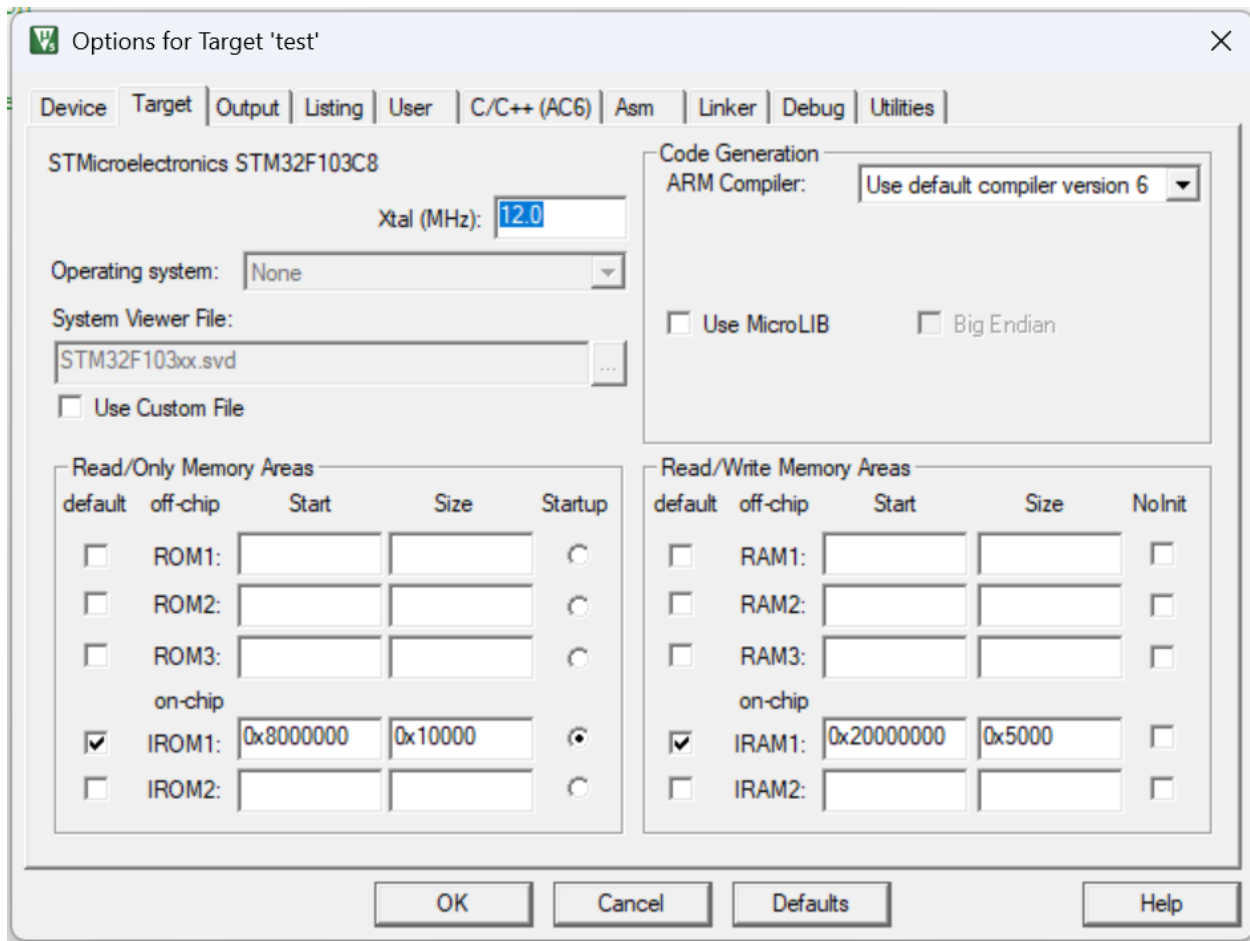 Options for Target 'test'
Device Target Output Listing User C/C++ (AC6) Asm Linker Debug Utilities
STMicroelectronics STM32F103C8
Xtal (MHz): 12.0
Operating system: None
System Viewer File:
STM32F103xx.svd
...
Use Custom File
Code Generation
ARM Compiler: Use default compiler version 6
Use MicroLIB Big Endian
Read/Only Memory Areas
default off-chip Start Size Startup
ROM1:
ROM2:
ROM3:
on-chip
IROM1: 0x8000000 0x10000
IROM2:
Read/Write Memory Areas
default off-chip Start Size NoInit
RAM1:
RAM2:
RAM3:
on-chip
IRAM1: 0x20000000 0x5000
IRAM2:
OK Cancel Defaults Help